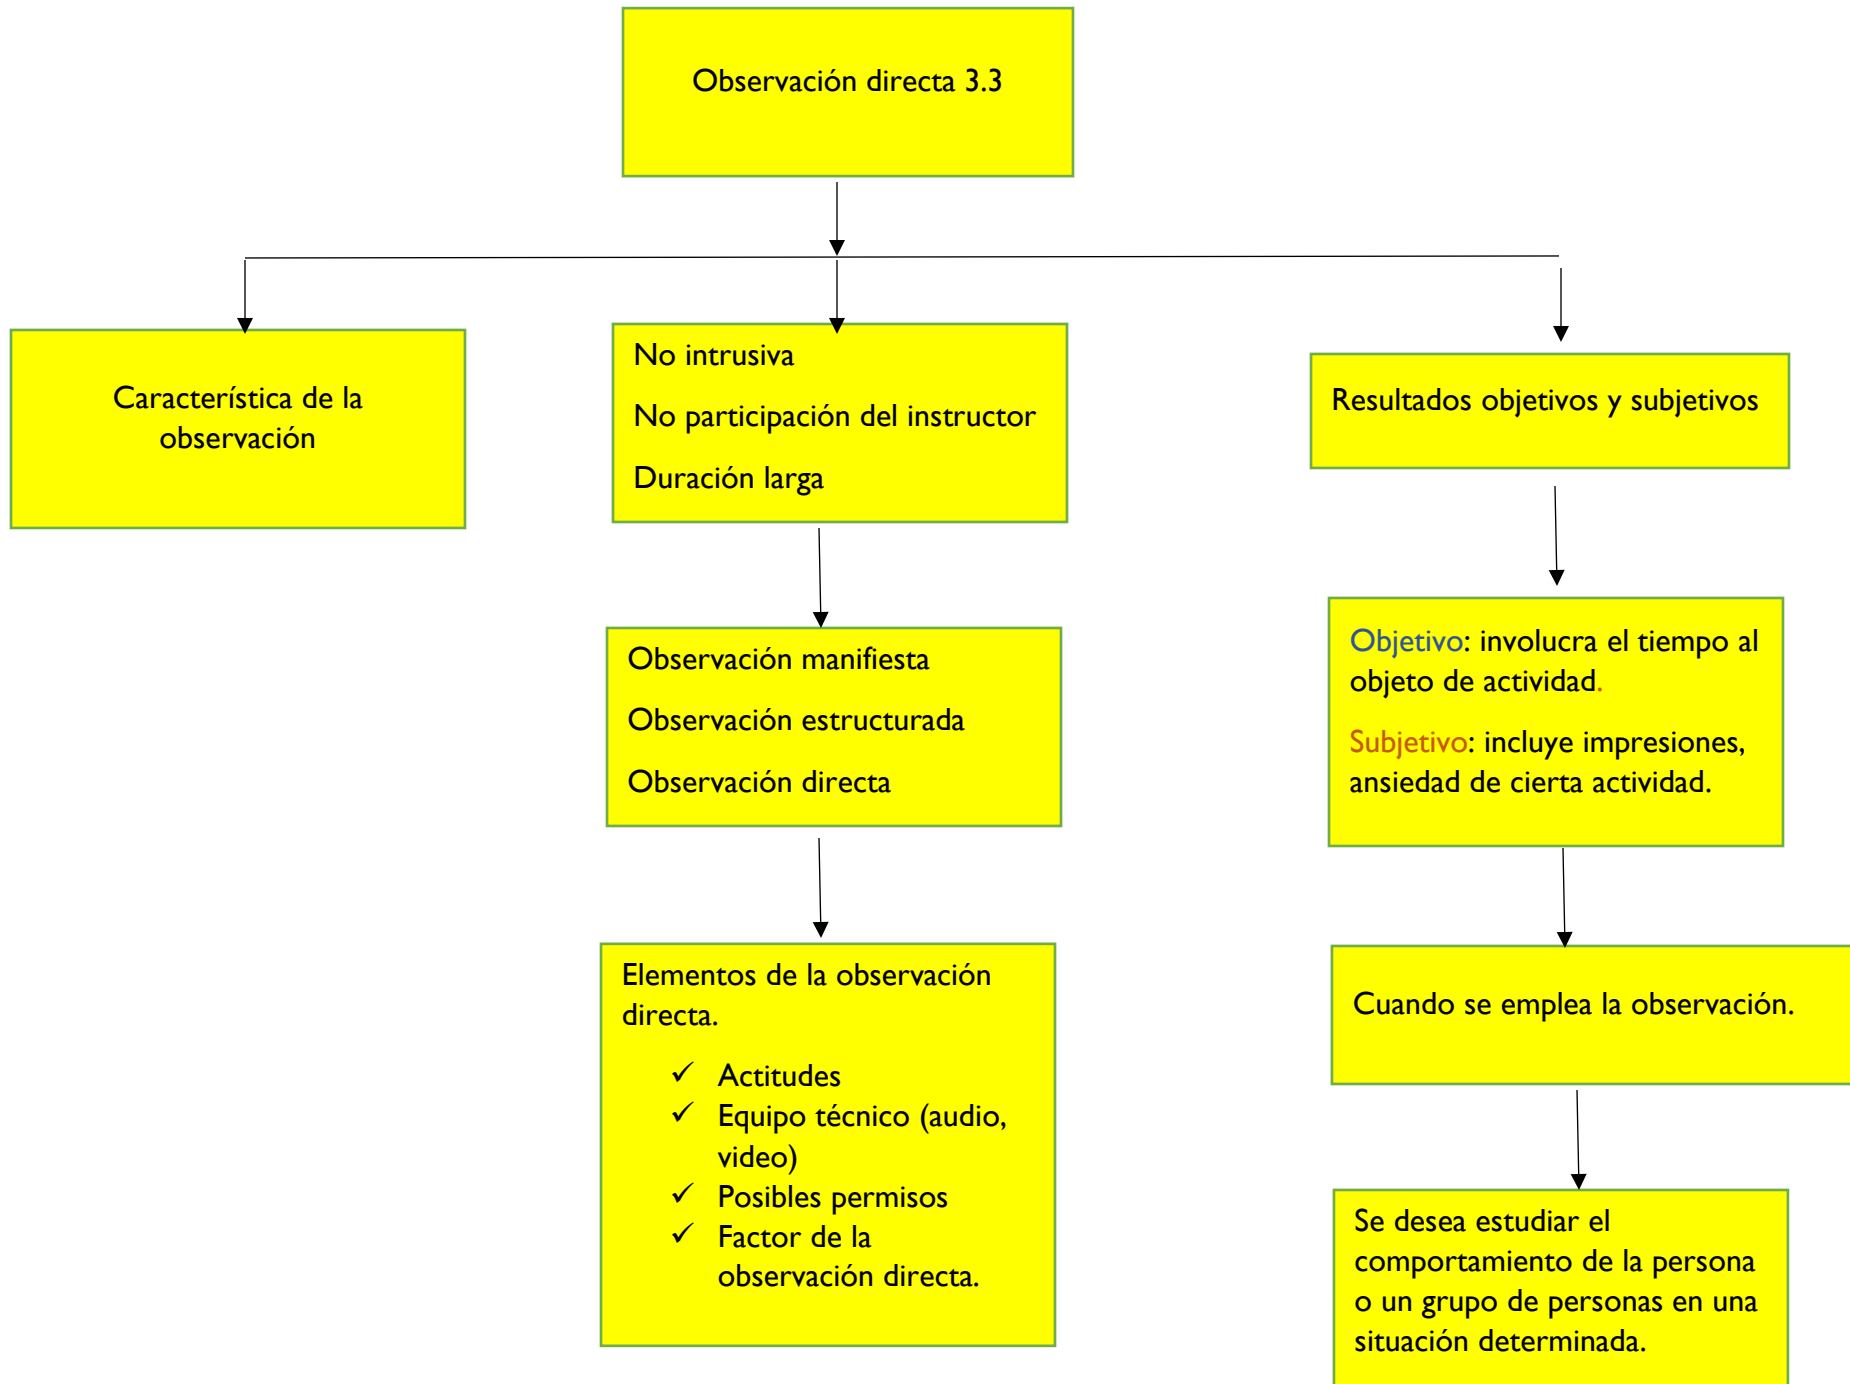 Observación directa 3.3
Característica de la
observación
No intrusiva
No participación del instructor
Duración larga
Observación manifiesta
Observación estructurada
Observación directa
Elementos de la observación
directa.
✓ Actitudes
✓ Equipo técnico (audio,
video)
✓ Posibles permisos
✓ Factor de la
observación directa.
Resultados objetivos y subjetivos
Objetivo: involucra el tiempo al
objeto de actividad.
Subjetivo: incluye impresiones,
ansiedad de cierta actividad.
Cuando se emplea la observación.
Se desea estudiar el
comportamiento de la persona
o un grupo de personas en una
situación determinada.